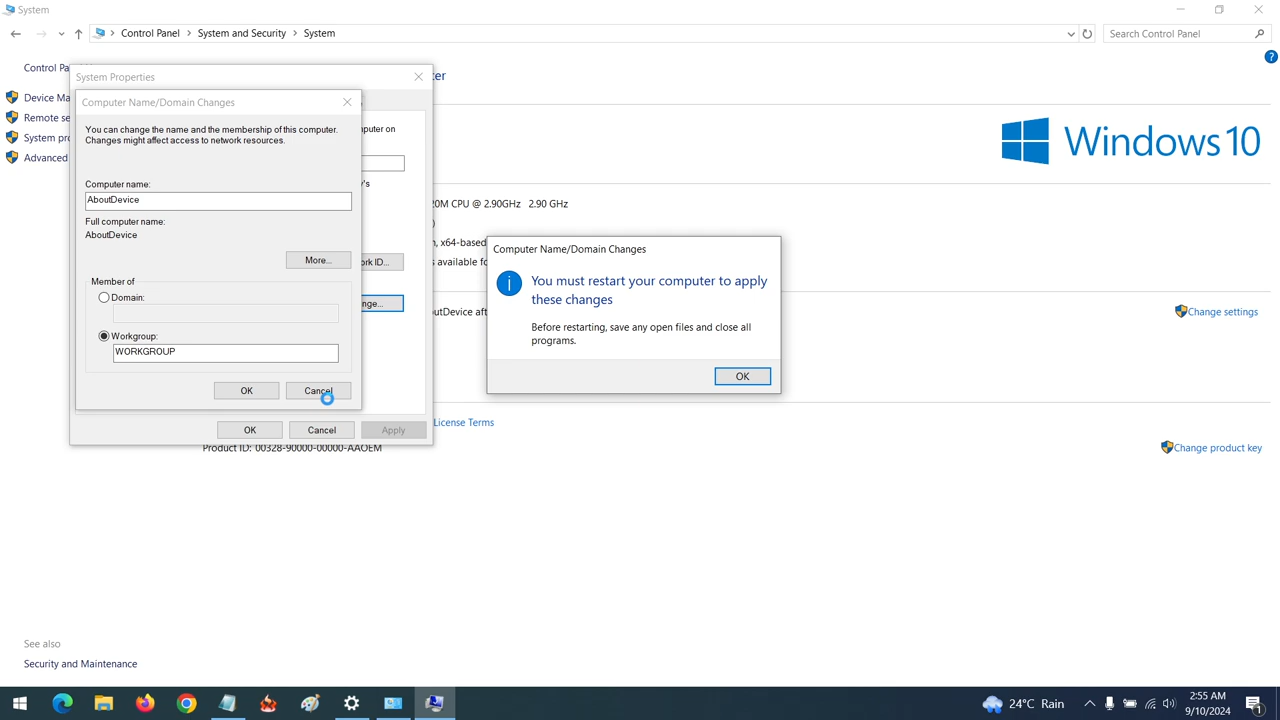 System
Control Panel
System and Security
System
Search Control Panel
Control Pa
System Properties
ter
Device Ma
Remote se
System pro
Advanced
Computer Name/Domain Changes
You can change the name and the membership of this computer.
Changes might affect access to network resources.
mputer on
Computer name:
AboutDevice
Full computer name:
AboutDevice
More...
Member of
Domain:
Workgroup:
WORKGROUP
OK
Cancel
ork ID...
nge...
OK
Cancel
Apply
Windows 10
20M CPU @ 2.90GHz 2.90 GHz
m, x64-based
s available fo
utDevice aft
Computer Name/Domain Changes
You must restart your computer to apply
these changes
Before restarting, save any open files and close all
programs.
OK
Change settings
License Terms
Product ID: 00328-90000-00000-AAOEM
Change product key
See also
Security and Maintenance
24°C Rain
2:55 AM
9/10/2024
1